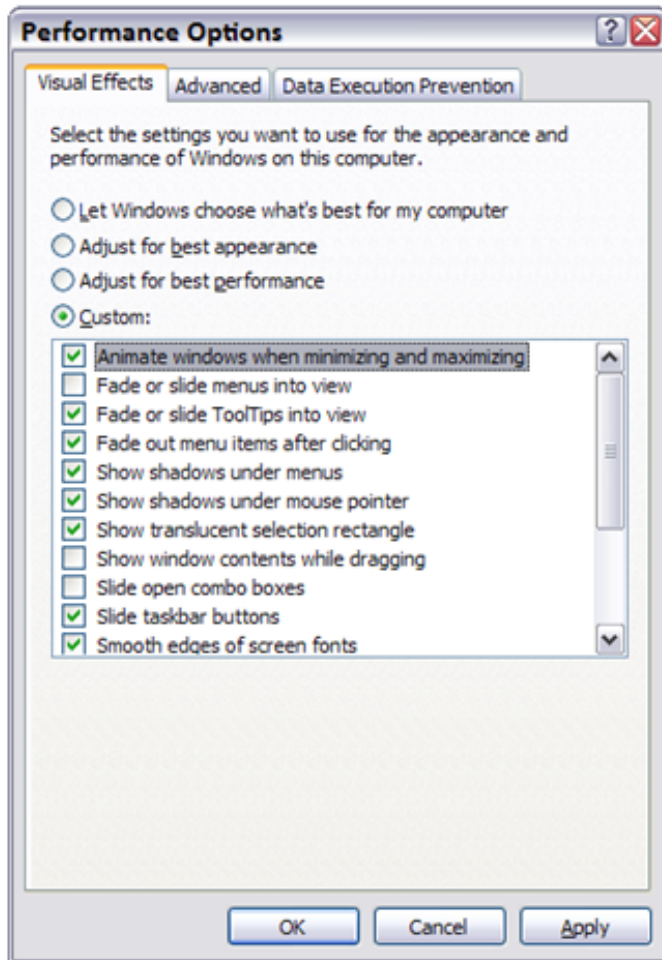 Performance Options
Visual Effects Advanced Data Execution Prevention
Select the settings you want to use for the appearance and
performance of Windows on this computer.
Let Windows choose what's best for my computer
Adjust for best appearance
Adjust for best performance
Custom:
Animate windows when minimizing and maximizing
Fade or slide menus into view
Fade or slide ToolTips into view
Fade out menu items after clicking
Show shadows under menus
Show shadows under mouse pointer
Show translucent selection rectangle
Show window contents while dragging
Slide open combo boxes
Slide taskbar buttons
Smooth edges of screen fonts
OK Cancel Apply